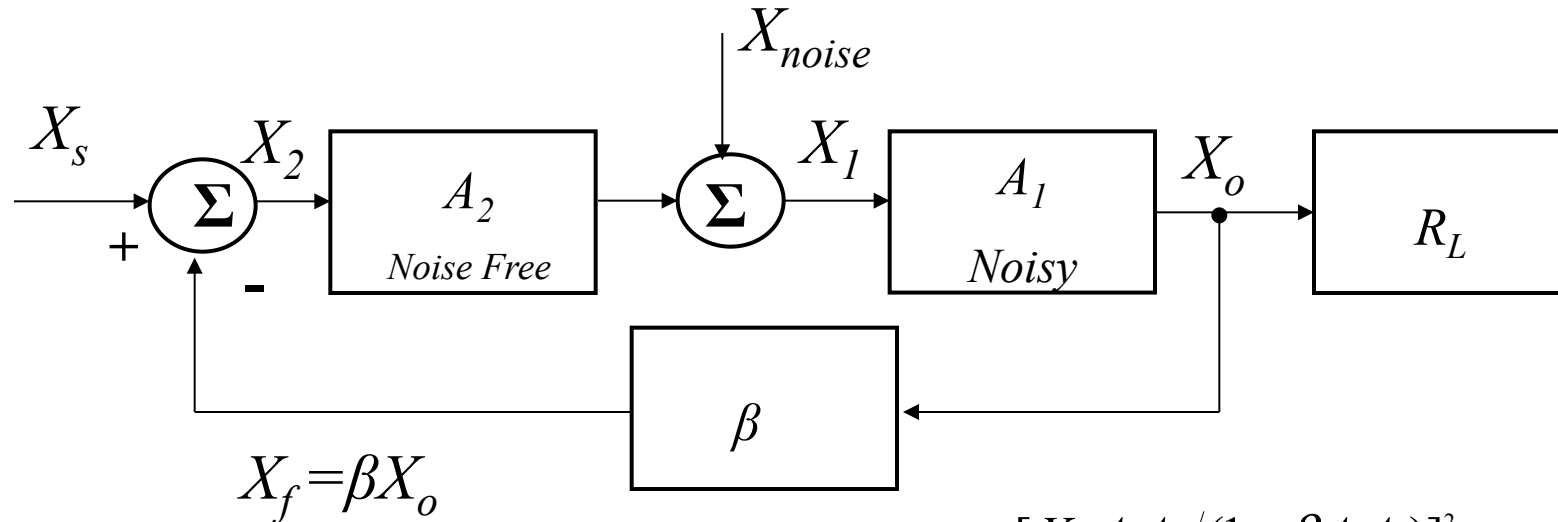 X_noise
X_s
X_2
X_1
X_o
Σ
Σ
+
-
A_2
Noise Free
A_1
Noisy
R_L
β
X_f=βX_o